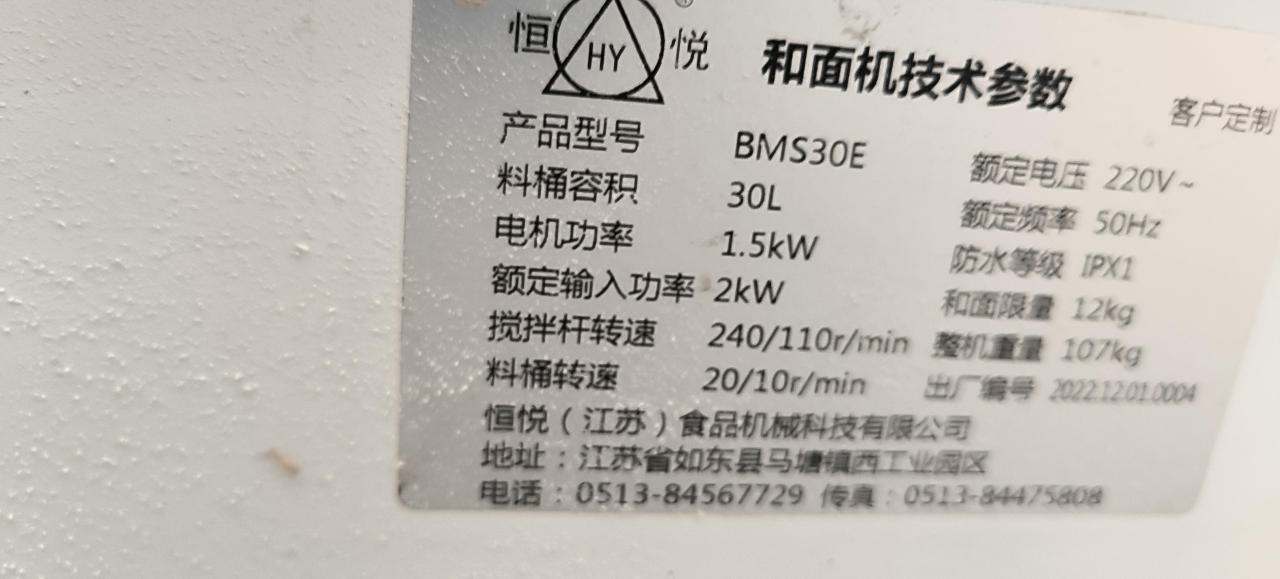 恒 HY 悦 ®
和面机技术参数
客户定制
产品型号 BMS30E 额定电压 220V~
料桶容积 30L 额定频率 50Hz
电机功率 1.5kW 防水等级 IPX1
额定输入功率 2kW 和面限量 12kg
搅拌杆转速 240/110r/min 整机重量 107kg
料桶转速 20/10r/min 出厂编号 2022.12.01.0004
恒悦（江苏）食品机械科技有限公司
地址：江苏省如东县马塘镇西工业园区
电话：0513-84567729 传真：0513-84475808